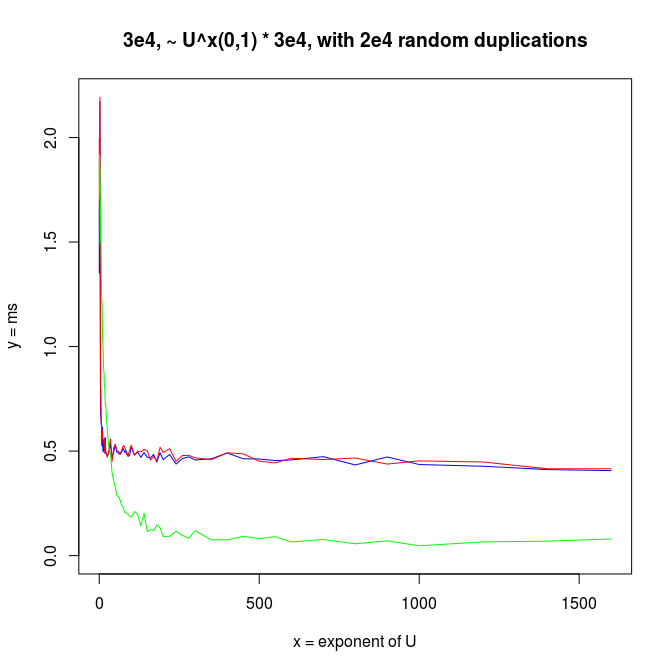 3e4, ~ U^x(0,1) * 3e4, with 2e4 random duplications
2.0
1.5
1.0
0.5
0.0
y = ms
0 500 1000 1500
x = exponent of U